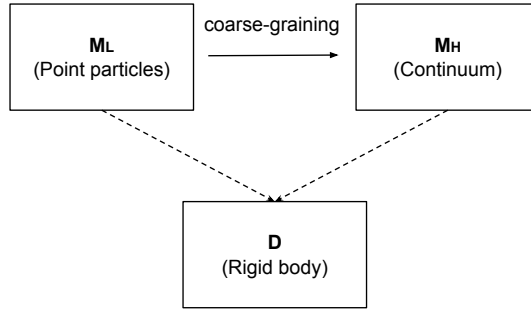 coarse-graining
ML
(Point particles)
MH
(Continuum)
D
(Rigid body)